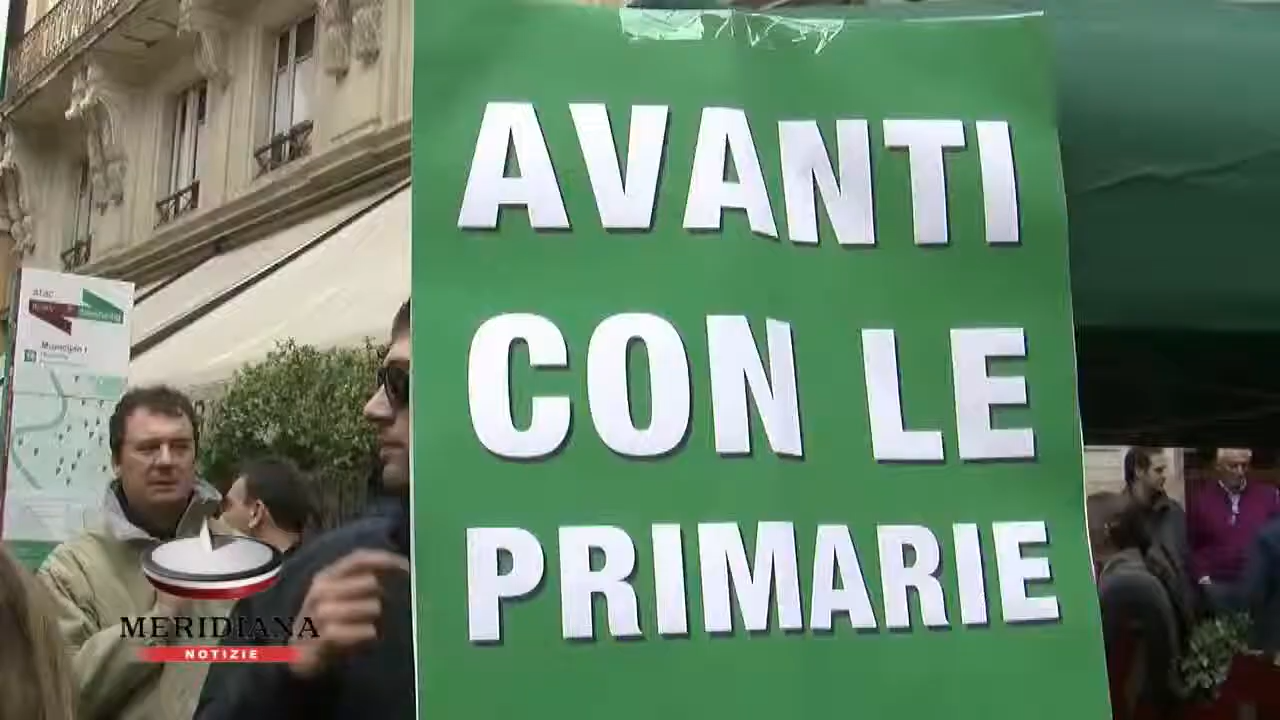 AVANTI
CON LE
PRIMARIE
atac
Municipio I
MERIDIANA
NOTIZIE